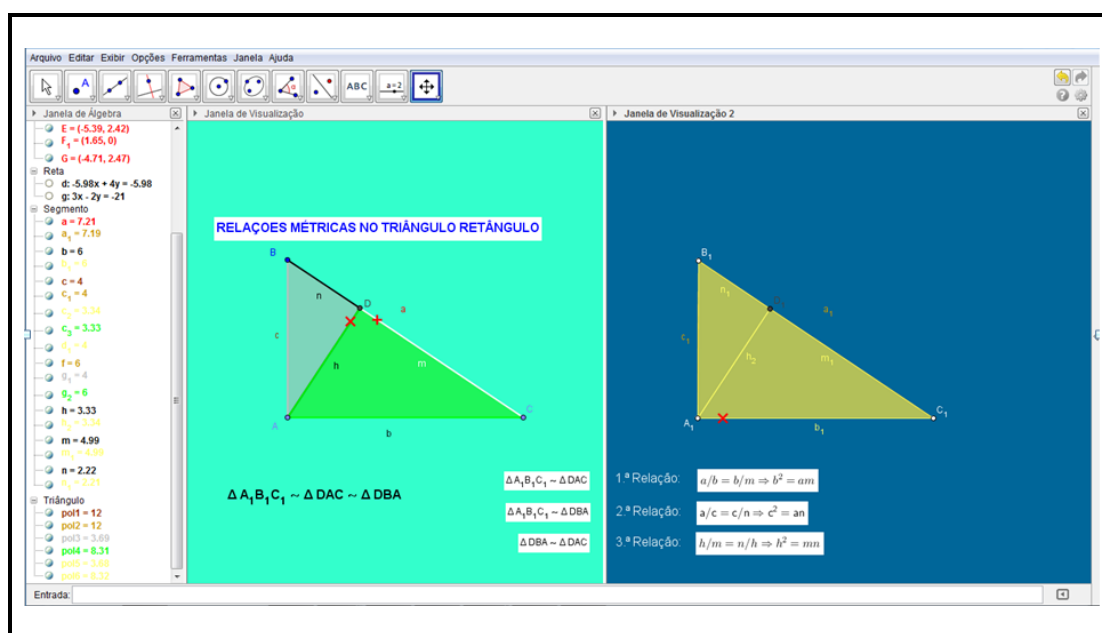 Arquivo Editar Exibir Opções Ferramentas Janela Ajuda
ABC
a=2
Janela de Álgebra
E = (-5.39, 2.42)
F₁ = (1.65, 0)
G = (-4.71, 2.47)
Reta
d: -5.98x + 4y = -5.98
g: 3x - 2y = -21
Segmento
a = 7.21
a₁ = 7.19
b = 6
c = 4
c₁ = 4
c₃ = 3.33
f = 6
g₁ = 4
g₂ = 6
h = 3.33
m = 4.99
n = 2.22
Triângulo
pol1 = 12
pol2 = 12
pol3 = 3.69
pol4 = 8.31
Janela de Visualização
RELAÇOES MÉTRICAS NO TRIÂNGULO RETÂNGULO
B
n
D
a
c
h
m
A
C
b
Δ A₁B₁C₁ ~ Δ DAC ~ Δ DBA
Δ A₁B₁C₁ ~ Δ DAC
Δ A₁B₁C₁ ~ Δ DBA
Δ DBA ~ Δ DAC
Janela de Visualização 2
B₁
n₁
a₁
c₁
h₂
m₁
A₁
C₁
b₁
1.ª Relação: a/b = b/m ⇒ b² = am
2.ª Relação: a/c = c/n ⇒ c² = an
3.ª Relação: h/m = n/h ⇒ h² = mn
Entrada: